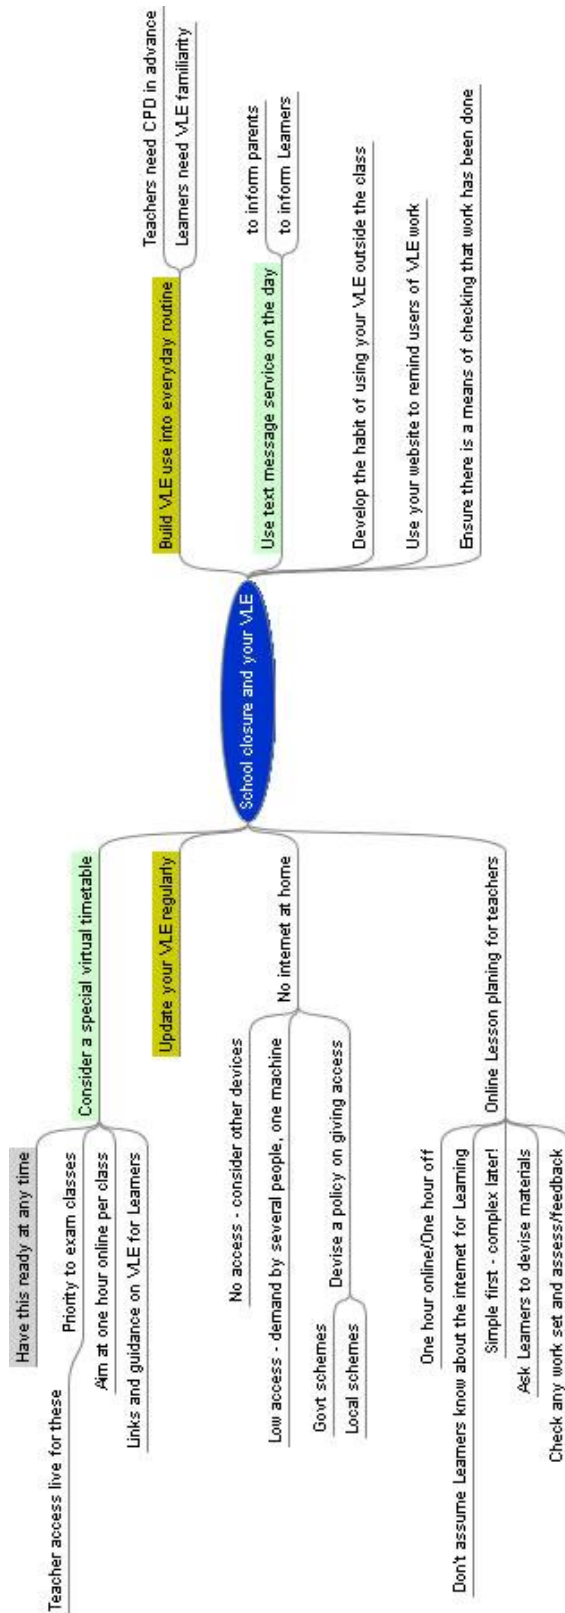 School closure and your VLE
Build VLE use into everyday routine
Teachers need CPD in advance
Learners need VLE familiarity
Use text message service on the day
to inform parents
to inform Learners
Develop the habit of using your VLE outside the class
Use your website to remind users of VLE work
Ensure there is a means of checking that work has been done
Consider a special virtual timetable
Have this ready at any time
Priority to exam classes
Teacher access live for these
Aim at one hour online per class
Links and guidance on VLE for Learners
Update your VLE regularly
No internet at home
No access - consider other devices
Low access - demand by several people, one machine
Devise a policy on giving access
Govt schemes
Local schemes
Online Lesson planing for teachers
One hour online/One hour off
Don't assume Learners know about the internet for Learning
Simple first - complex later!
Ask Learners to devise materials
Check any work set and assess/feedback